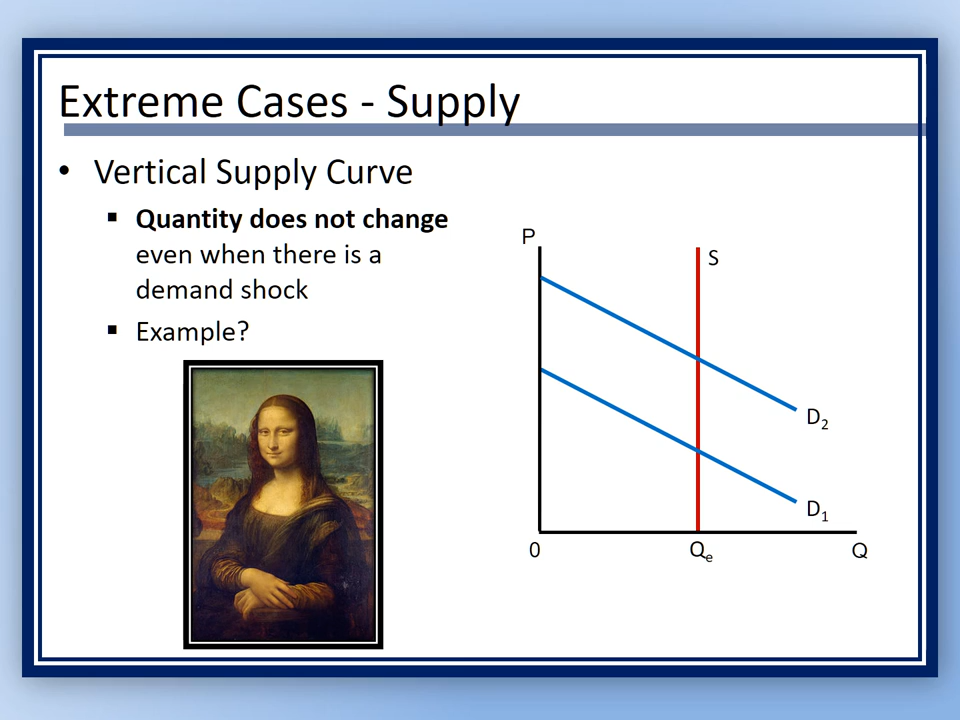 Extreme Cases - Supply
• Vertical Supply Curve
▪ Quantity does not change
even when there is a
demand shock
▪ Example?
P
S
D₂
D₁
0
Qₑ
Q